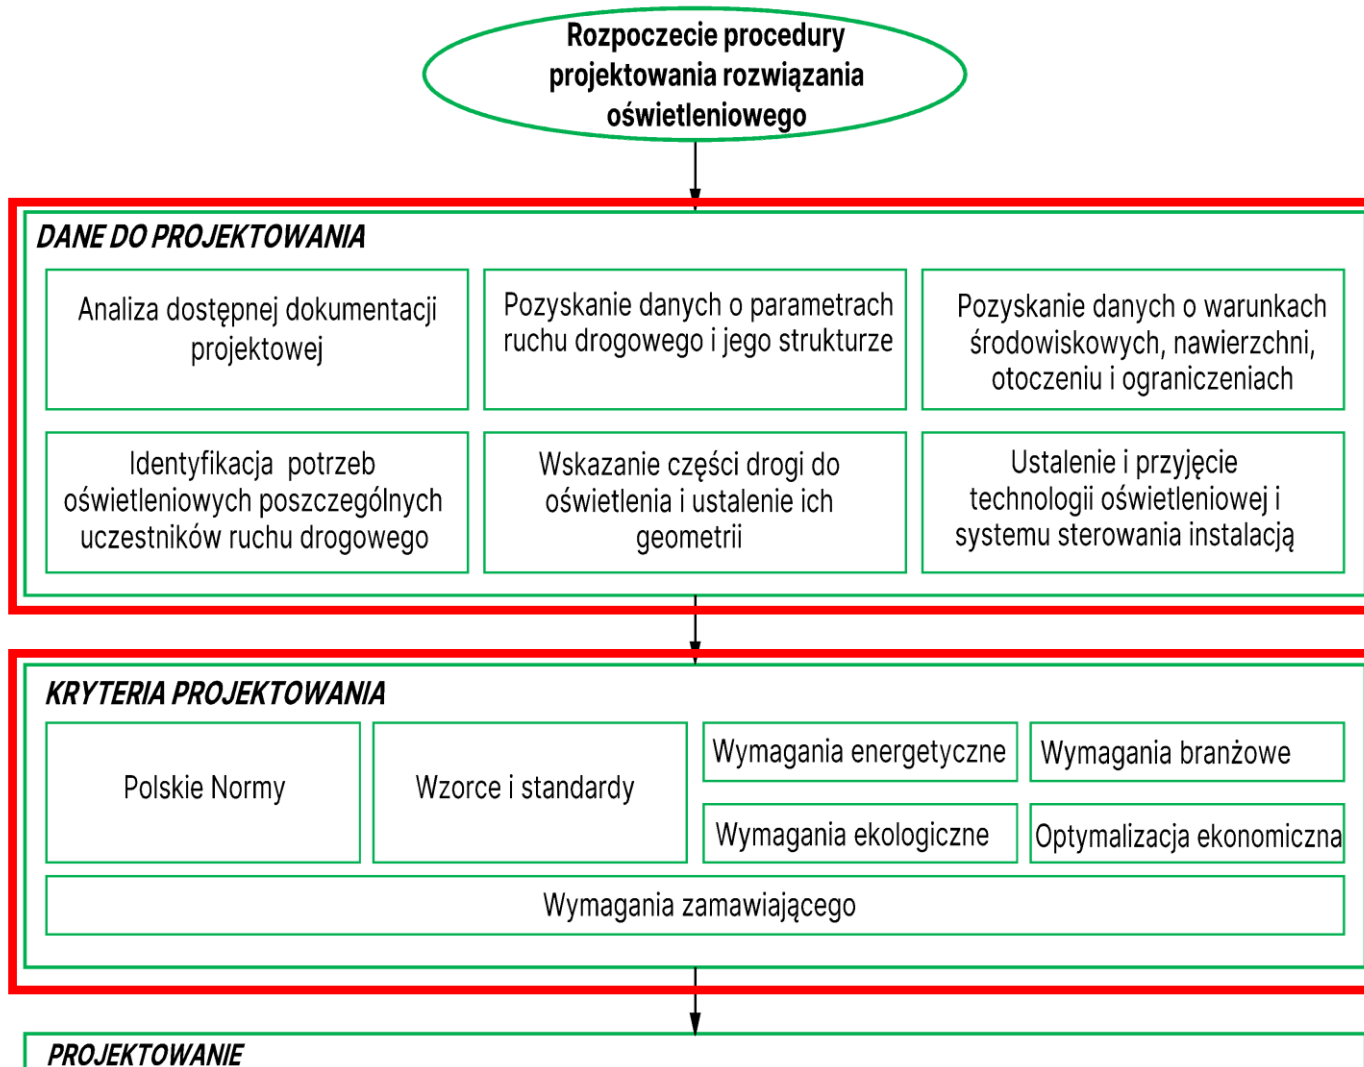 Rozpoczecie procedury
projektowania rozwiązania
oświetleniowego
DANE DO PROJEKTOWANIA
Analiza dostępnej dokumentacji
projektowej
Pozyskanie danych o parametrach
ruchu drogowego i jego strukturze
Pozyskanie danych o warunkach
środowiskowych, nawierzchni,
otoczeniu i ograniczeniach
Identyfikacja potrzeb
oświetleniowych poszczególnych
uczestników ruchu drogowego
Wskazanie części drogi do
oświetlenia i ustalenie ich
geometrii
Ustalenie i przyjęcie
technologii oświetleniowej i
systemu sterowania instalacją
KRYTERIA PROJEKTOWANIA
Polskie Normy
Wzorce i standardy
Wymagania energetyczne
Wymagania branżowe
Wymagania ekologiczne
Optymalizacja ekonomiczna
Wymagania zamawiającego
PROJEKTOWANIE